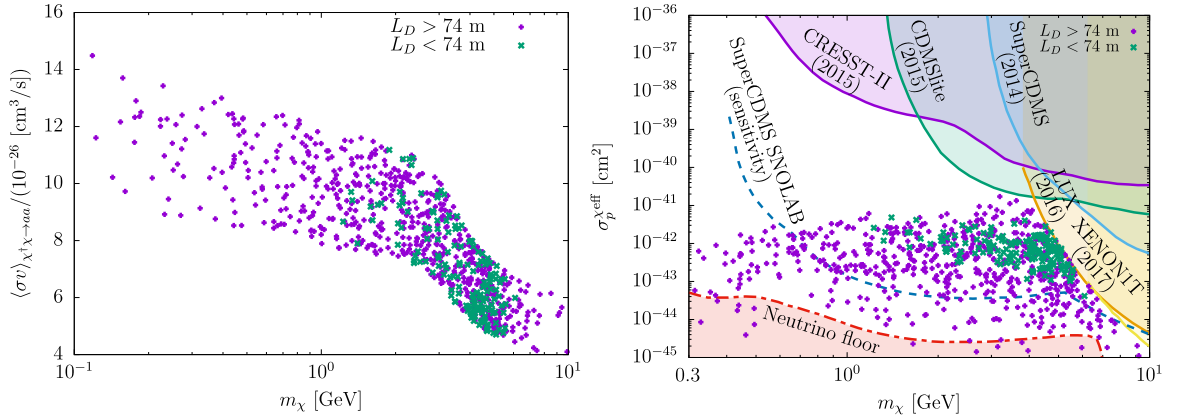 16
14
12
10
8
6
4
10⁻¹
10⁰
10¹
⟨σv⟩χ†χ→aa/(10⁻²⁶ [cm³/s])
mχ [GeV]
L_D > 74 m
L_D < 74 m
10⁻³⁶
10⁻³⁷
10⁻³⁸
10⁻³⁹
10⁻⁴⁰
10⁻⁴¹
10⁻⁴²
10⁻⁴³
10⁻⁴⁴
10⁻⁴⁵
0.3
10⁰
10¹
σ_p^χeff [cm²]
mχ [GeV]
L_D > 74 m
L_D < 74 m
SuperCDMS SNOLAB
(sensitivity)
CRESST-II
(2015)
CDMSlite
(2015)
SuperCDMS
(2014)
LUX
(2016)
XENON1T
(2017)
Neutrino floor